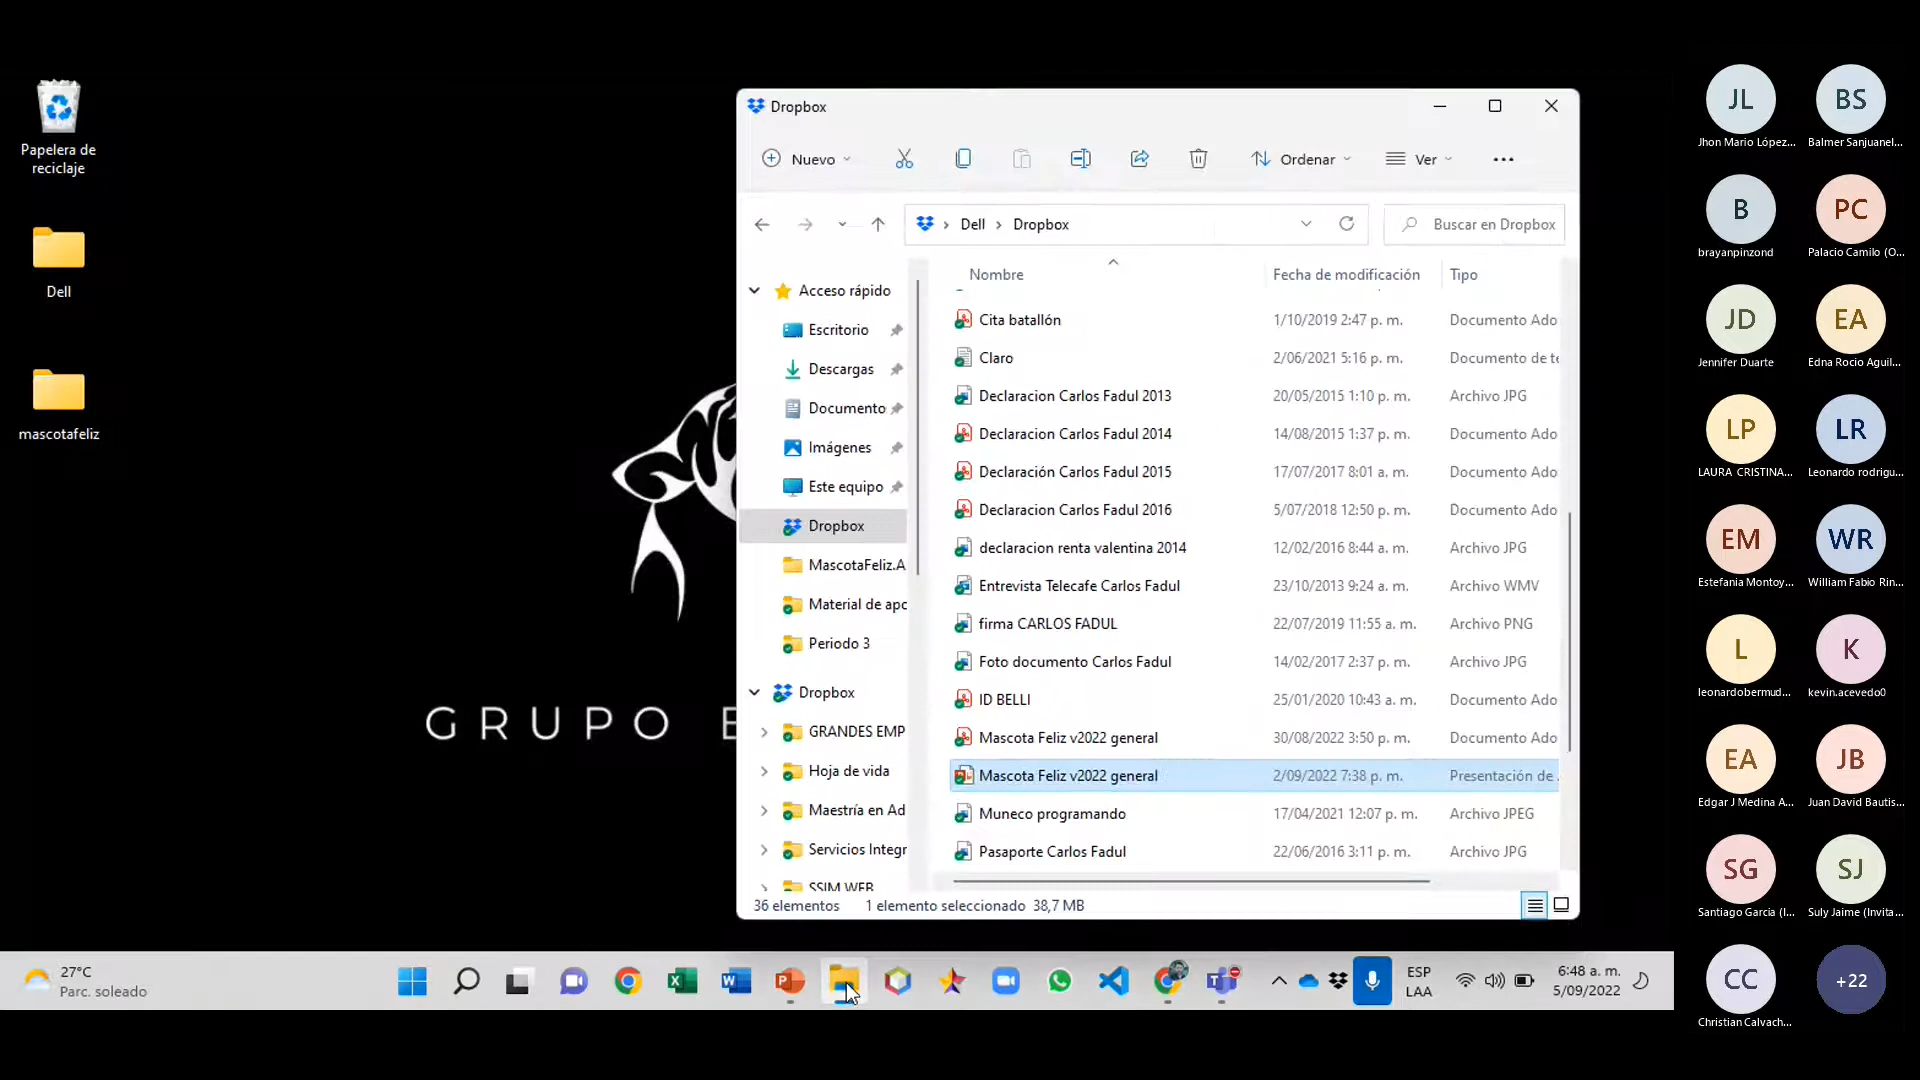 Papelera de
reciclaje
Dell
mascotafeliz
GRUPO
Dropbox
Nuevo
Ordenar
Ver
Dell
Dropbox
Buscar en Dropbox
Acceso rápido
Escritorio
Descargas
Documento
Imágenes
Este equipo
Dropbox
MascotaFeliz.A
Material de apo
Periodo 3
Dropbox
GRANDES EMP
Hoja de vida
Maestría en Ad
Servicios Integr
SSIM WEB
Nombre Fecha de modificación Tipo
Cita batallón 1/10/2019 2:47 p. m. Documento Ado
Claro 2/06/2021 5:16 p. m. Documento de te
Declaracion Carlos Fadul 2013 20/05/2015 1:10 p. m. Archivo JPG
Declaracion Carlos Fadul 2014 14/08/2015 1:37 p. m. Documento Ado
Declaración Carlos Fadul 2015 17/07/2017 8:01 a. m. Documento Ado
Declaracion Carlos Fadul 2016 5/07/2018 12:50 p. m. Documento Ado
declaracion renta valentina 2014 12/02/2016 8:44 a. m. Archivo JPG
Entrevista Telecafe Carlos Fadul 23/10/2013 9:24 a. m. Archivo WMV
firma CARLOS FADUL 22/07/2019 11:55 a. m. Archivo PNG
Foto documento Carlos Fadul 14/02/2017 2:37 p. m. Archivo JPG
ID BELLI 25/01/2020 10:43 a. m. Documento Ado
Mascota Feliz v2022 general 30/08/2022 3:50 p. m. Documento Ado
Mascota Feliz v2022 general 2/09/2022 7:38 p. m. Presentación de
Muneco programando 17/04/2021 12:07 p. m. Archivo JPEG
Pasaporte Carlos Fadul 22/06/2016 3:11 p. m. Archivo JPG
36 elementos 1 elemento seleccionado 38,7 MB
27°C
Parc. soleado
ESP
LAA
6:48 a. m.
5/09/2022
JL BS
Jhon Mario López... Balmer Sanjuanel...
B PC
brayanpinzond Palacio Camilo (O...
JD EA
Jennifer Duarte Edna Rocio Aguil...
LP LR
LAURA CRISTINA... Leonardo rodrigu...
EM WR
Estefania Montoy... William Fabio Rin...
L K
leonardobermud... kevin.acevedo0
EA JB
Edgar J Medina A... Juan David Bautis...
SG SJ
Santiago Garcia (I... Suly Jaime (Invita...
CC +22
Christian Calvach...